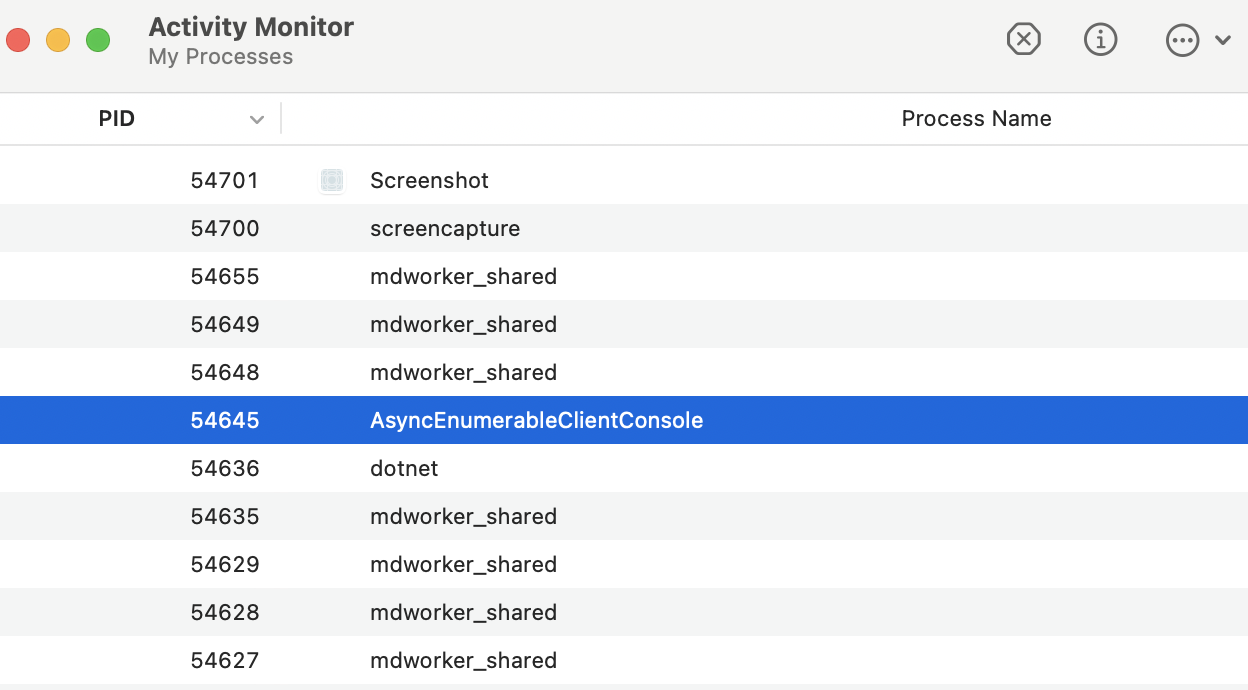 Activity Monitor
My Processes
PID Process Name
54701 Screenshot
54700 screencapture
54655 mdworker_shared
54649 mdworker_shared
54648 mdworker_shared
54645 AsyncEnumerableClientConsole
54636 dotnet
54635 mdworker_shared
54629 mdworker_shared
54628 mdworker_shared
54627 mdworker_shared